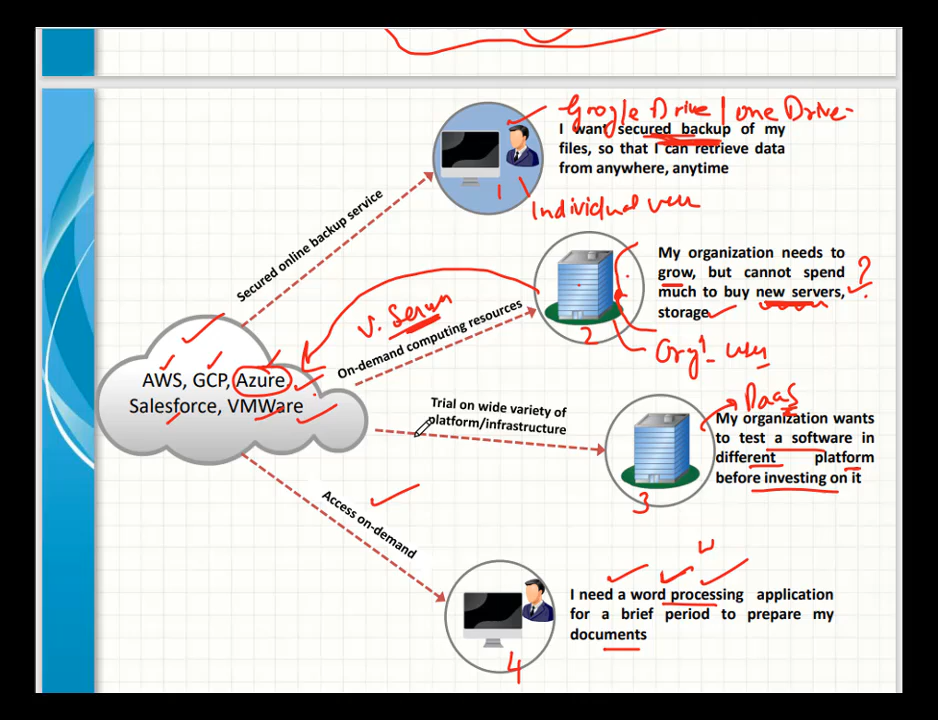 Google Drive | One Drive
I want secured backup of my
files, so that I can retrieve data
from anywhere, anytime
1
Individual user
Secured online backup service
My organization needs to
grow, but cannot spend
much to buy new servers,
storage
?
2
V. Server
On-demand computing resources
Orgn user
AWS, GCP, Azure,
Salesforce, VMWare
Trial on wide variety of
platform/infrastructure
PaaS
My organization wants
to test a software in
different platform
before investing on it
3
Access on-demand
I need a word processing application
for a brief period to prepare my
documents
4